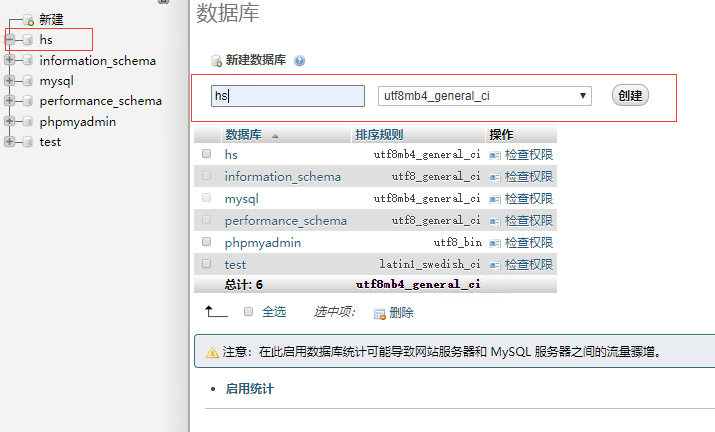 新建
hs
information_schema
mysql
performance_schema
phpmyadmin
test
数据库
新建数据库
hs utf8mb4_general_ci 创建
数据库 排序规则 操作
hs utf8mb4_general_ci 检查权限
information_schema utf8_general_ci 检查权限
mysql utf8mb4_general_ci 检查权限
performance_schema utf8_general_ci 检查权限
phpmyadmin utf8_bin 检查权限
test latin1_swedish_ci 检查权限
总计: 6 utf8mb4_general_ci
全选 选中项: 删除
注意：在此启用数据库统计可能导致网站服务器和 MySQL 服务器之间的流量骤增。
启用统计